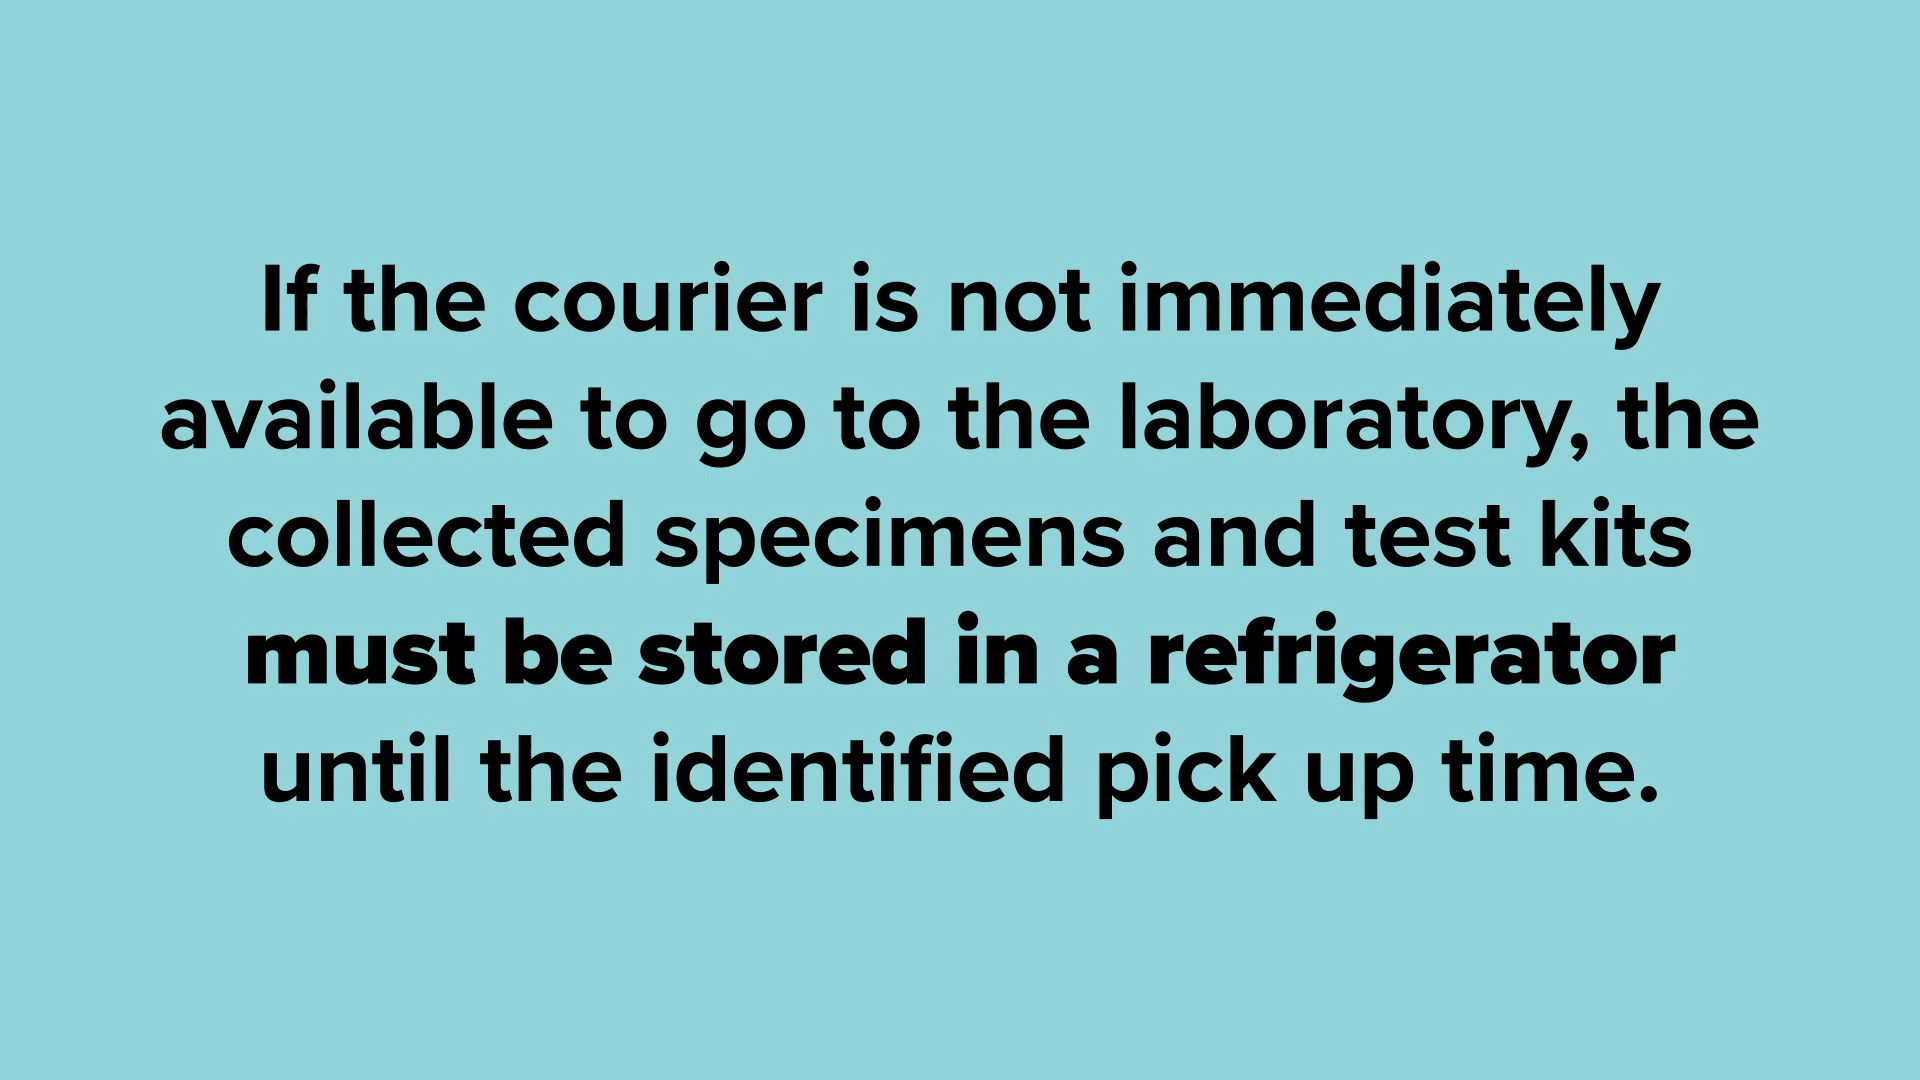 If the courier is not immediately
available to go to the laboratory, the
collected specimens and test kits
must be stored in a refrigerator
until the identified pick up time.